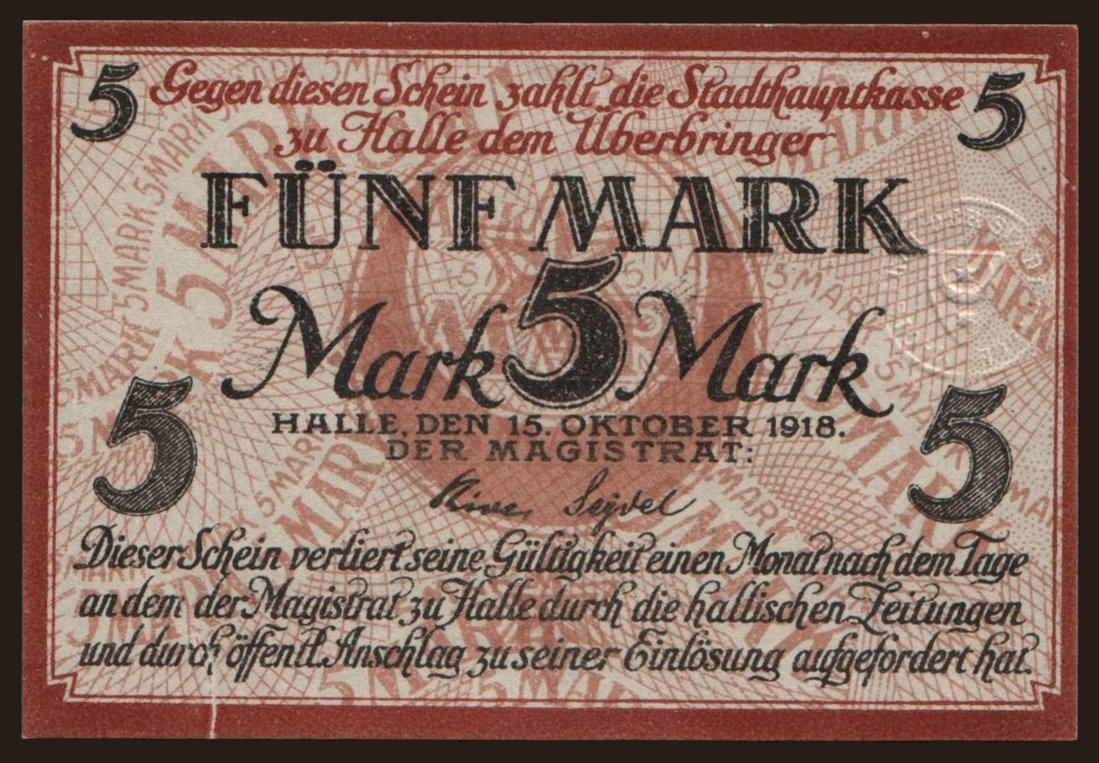 5 Gegen diesen Schein zahlt die Stadthauptkasse 5
zu Halle dem Überbringer
FÜNF MARK
Mark 5 Mark
HALLE, DEN 15. OKTOBER 1918.
DER MAGISTRAT:
5 Rive Seydel 5
Dieser Schein verliert seine Gültigkeit einen Monat nach dem Tage
an dem der Magistrat zu Halle durch die hallischen Zeitungen
und durch öffentl. Anschlag zu seiner Einlösung aufgefordert hat.